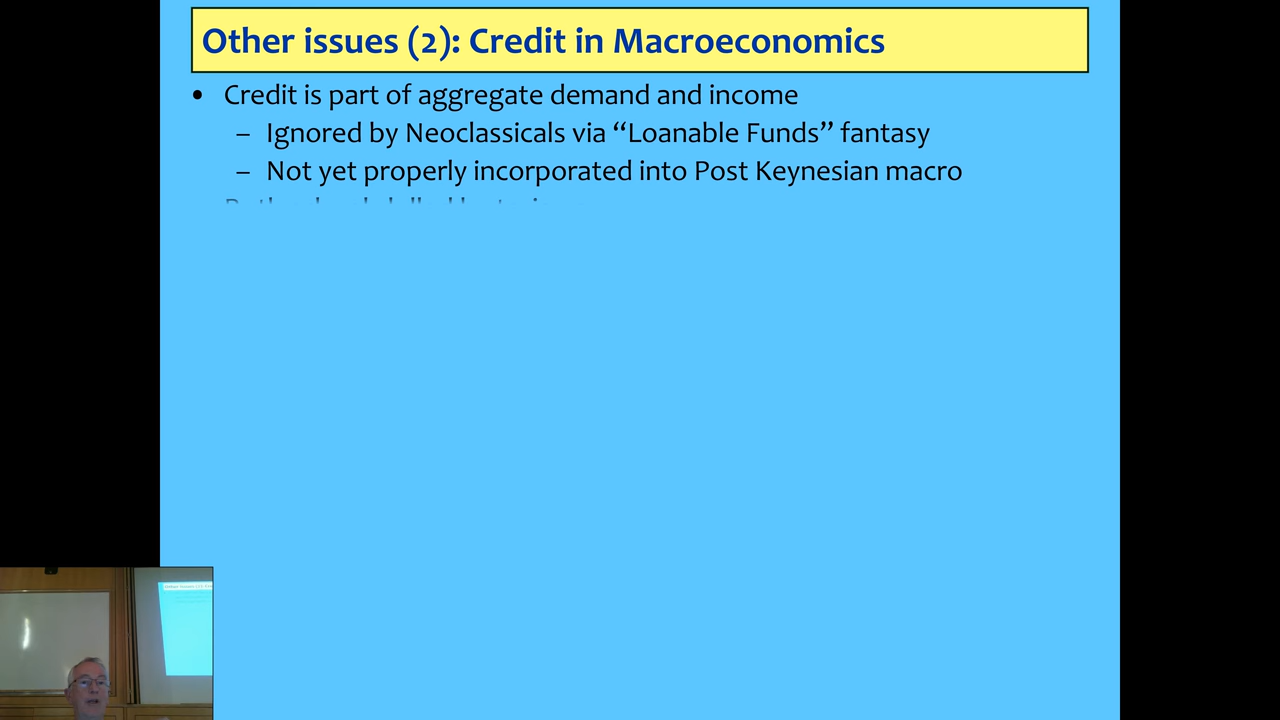 Other issues (2): Credit in Macroeconomics
• Credit is part of aggregate demand and income
– Ignored by Neoclassicals via “Loanable Funds” fantasy
– Not yet properly incorporated into Post Keynesian macro